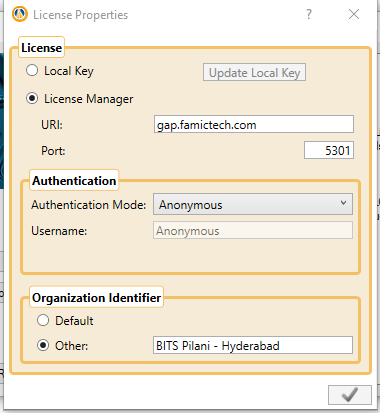 License Properties ?
License
Local Key Update Local Key
License Manager
URI: gap.famictech.com
Port: 5301
Authentication
Authentication Mode: Anonymous
Username: Anonymous
Organization Identifier
Default
Other: BITS Pilani - Hyderabad